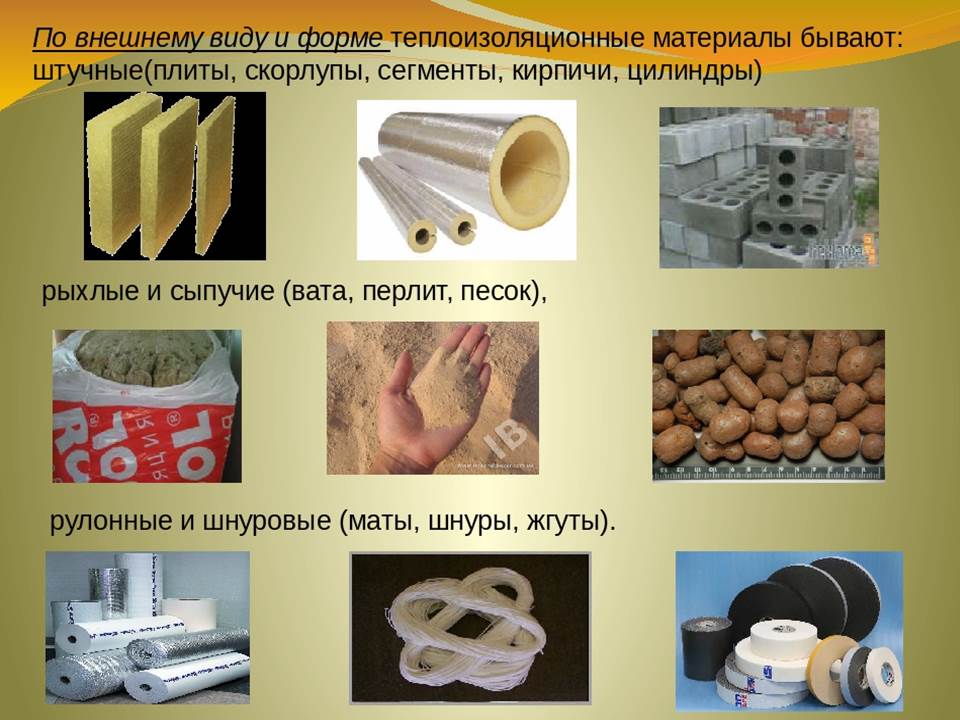 По внешнему виду и форме теплоизоляционные материалы бывают:
штучные(плиты, скорлупы, сегменты, кирпичи, цилиндры)
рыхлые и сыпучие (вата, перлит, песок),
IB
рулонные и шнуровые (маты, шнуры, жгуты).